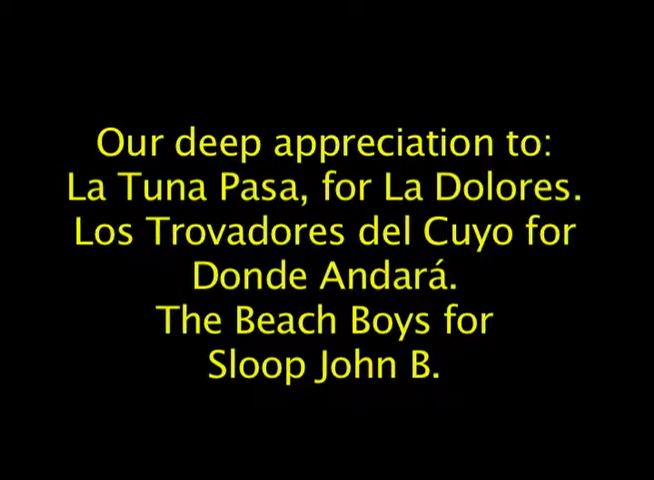 Our deep appreciation to:
La Tuna Pasa, for La Dolores.
Los Trovadores del Cuyo for
Donde Andará.
The Beach Boys for
Sloop John B.